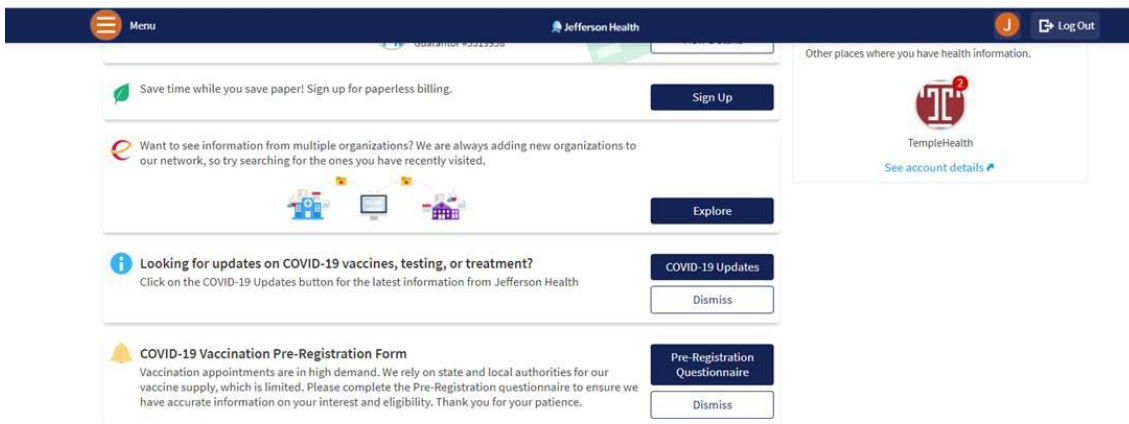 Menu
Jefferson Health
J
Log Out
Guarantor
Other places where you have health information.
Save time while you save paper! Sign up for paperless billing.
Sign Up
2
TempleHealth
See account details
Want to see information from multiple organizations? We are always adding new organizations to
our network, so try searching for the ones you have recently visited.
Explore
Looking for updates on COVID-19 vaccines, testing, or treatment?
Click on the COVID-19 Updates button for the latest information from Jefferson Health
COVID-19 Updates
Dismiss
COVID-19 Vaccination Pre-Registration Form
Vaccination appointments are in high demand. We rely on state and local authorities for our
vaccine supply, which is limited. Please complete the Pre-Registration questionnaire to ensure we
have accurate information on your interest and eligibility. Thank you for your patience.
Pre-Registration
Questionnaire
Dismiss